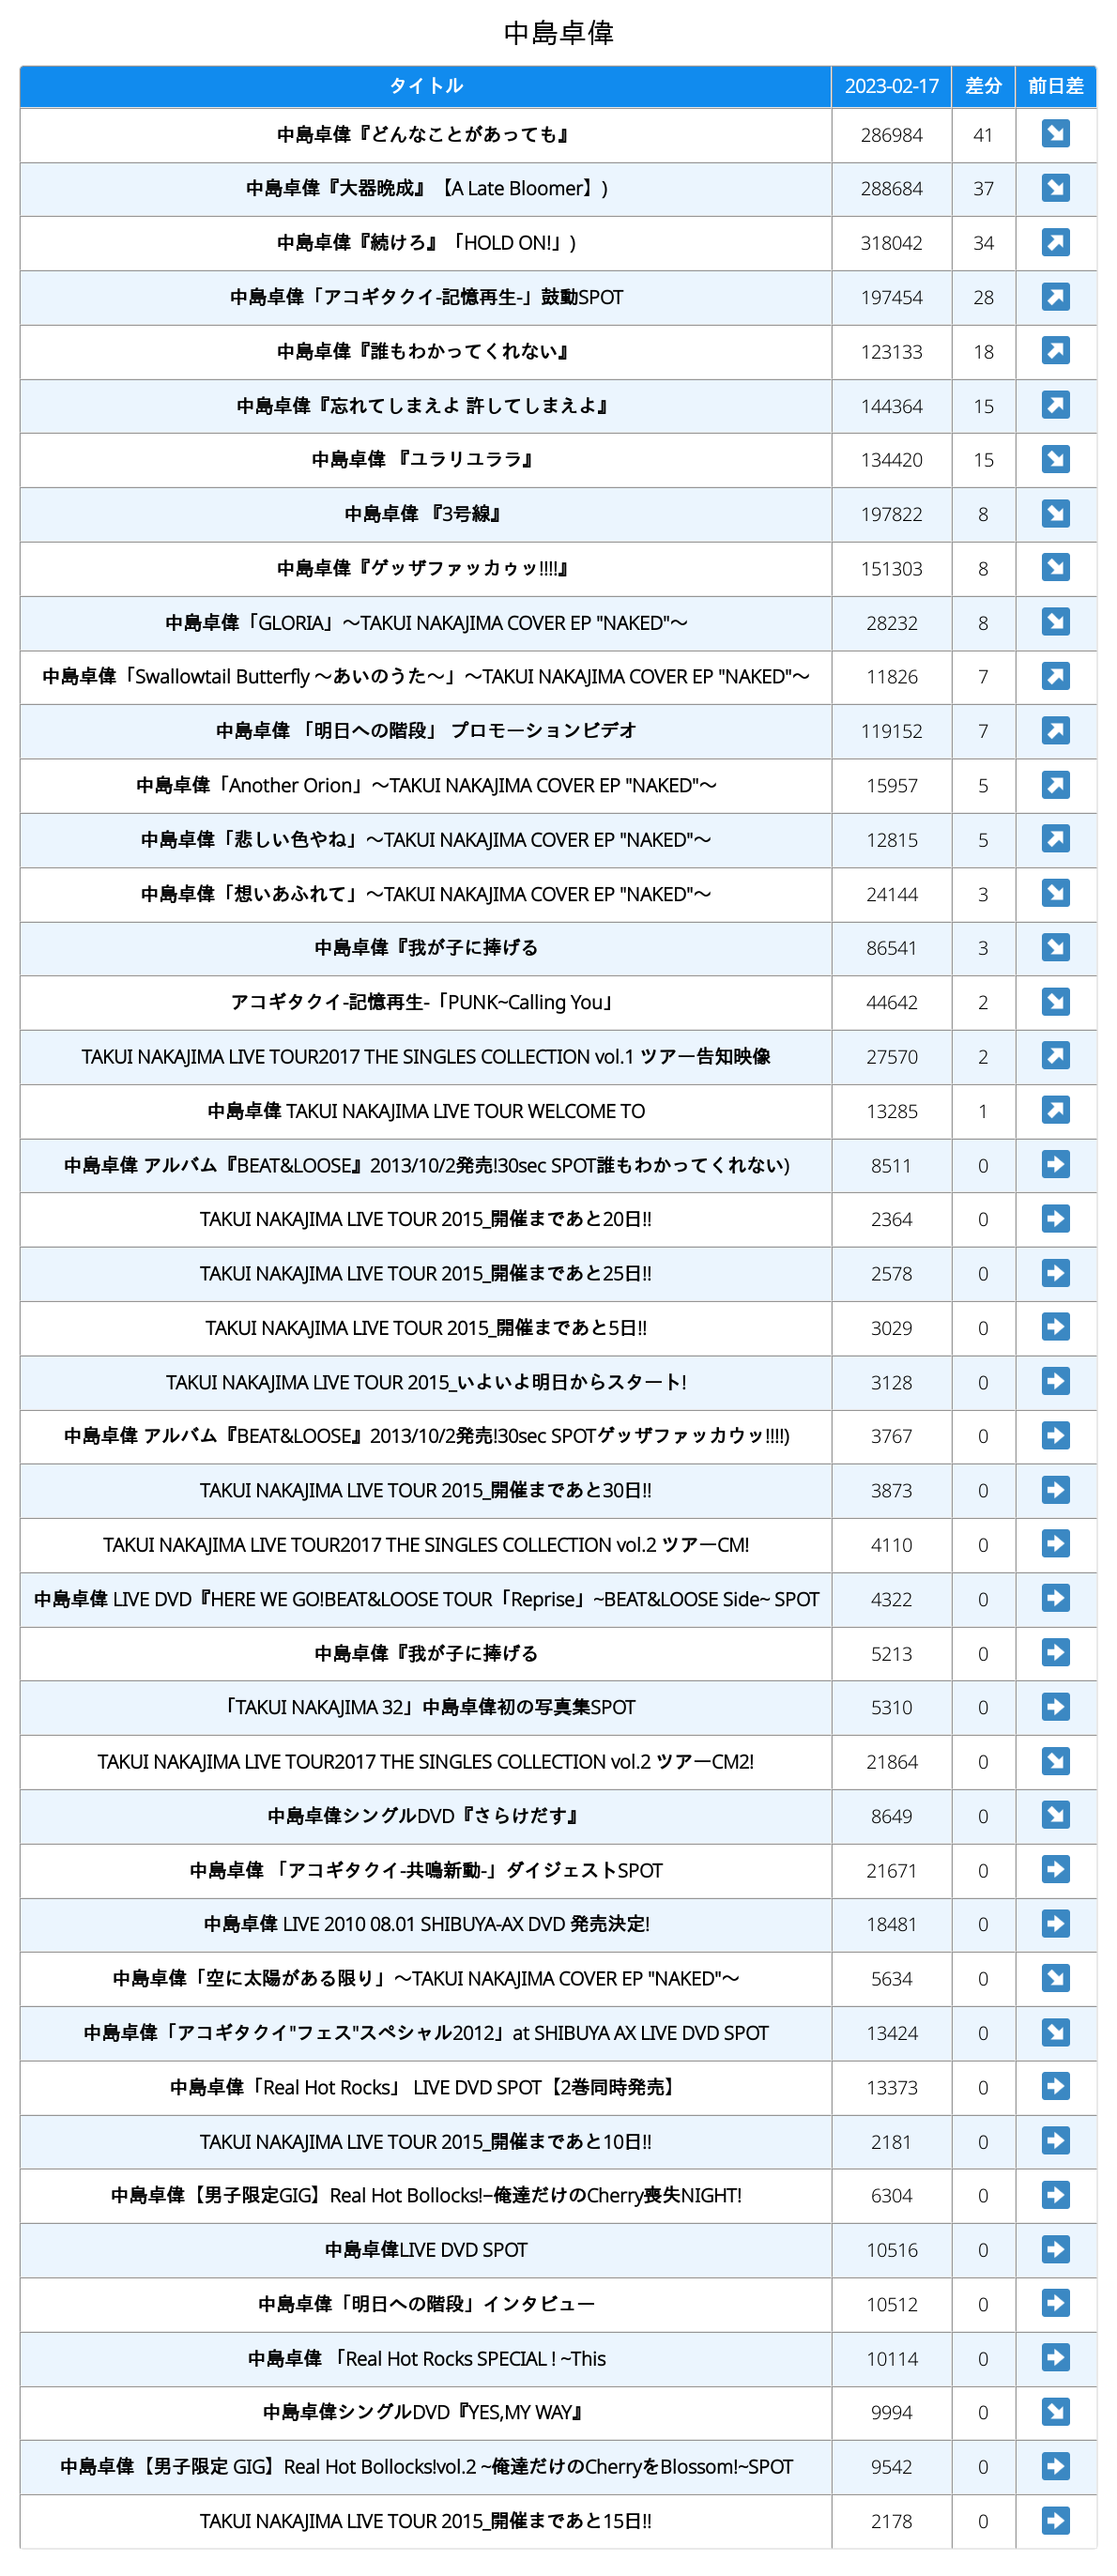 中島卓偉
タイトル 2023-02-17 差分 前日差
中島卓偉『どんなことがあっても』 286984 41 ↘
中島卓偉『大器晩成』【A Late Bloomer】) 288684 37 ↘
中島卓偉『続けろ』「HOLD ON!」) 318042 34 ↗
中島卓偉「アコギタクイ-記憶再生-」鼓動SPOT 197454 28 ↗
中島卓偉『誰もわかってくれない』 123133 18 ↗
中島卓偉『忘れてしまえよ 許してしまえよ』 144364 15 ↗
中島卓偉 『ユラリユララ』 134420 15 ↘
中島卓偉 『3号線』 197822 8 ↘
中島卓偉『ゲッザファッカゥッ!!!!』 151303 8 ↘
中島卓偉「GLORIA」〜TAKUI NAKAJIMA COVER EP "NAKED"〜 28232 8 ↘
中島卓偉「Swallowtail Butterfly 〜あいのうた〜」〜TAKUI NAKAJIMA COVER EP "NAKED"〜 11826 7 ↗
中島卓偉 「明日への階段」 プロモーションビデオ 119152 7 ↗
中島卓偉「Another Orion」〜TAKUI NAKAJIMA COVER EP "NAKED"〜 15957 5 ↗
中島卓偉「悲しい色やね」〜TAKUI NAKAJIMA COVER EP "NAKED"〜 12815 5 ↗
中島卓偉「想いあふれて」〜TAKUI NAKAJIMA COVER EP "NAKED"〜 24144 3 ↘
中島卓偉『我が子に捧げる 86541 3 ↘
アコギタクイ-記憶再生-「PUNK~Calling You」 44642 2 ↘
TAKUI NAKAJIMA LIVE TOUR2017 THE SINGLES COLLECTION vol.1 ツアー告知映像 27570 2 ↗
中島卓偉 TAKUI NAKAJIMA LIVE TOUR WELCOME TO 13285 1 ↗
中島卓偉 アルバム『BEAT&LOOSE』2013/10/2発売!30sec SPOT誰もわかってくれない) 8511 0 ➡
TAKUI NAKAJIMA LIVE TOUR 2015_開催まであと20日!! 2364 0 ➡
TAKUI NAKAJIMA LIVE TOUR 2015_開催まであと25日!! 2578 0 ➡
TAKUI NAKAJIMA LIVE TOUR 2015_開催まであと5日!! 3029 0 ➡
TAKUI NAKAJIMA LIVE TOUR 2015_いよいよ明日からスタート! 3128 0 ➡
中島卓偉 アルバム『BEAT&LOOSE』2013/10/2発売!30sec SPOTゲッザファッカウッ!!!!) 3767 0 ➡
TAKUI NAKAJIMA LIVE TOUR 2015_開催まであと30日!! 3873 0 ➡
TAKUI NAKAJIMA LIVE TOUR2017 THE SINGLES COLLECTION vol.2 ツアーCM! 4110 0 ➡
中島卓偉 LIVE DVD『HERE WE GO!BEAT&LOOSE TOUR「Reprise」~BEAT&LOOSE Side~ SPOT 4322 0 ➡
中島卓偉『我が子に捧げる 5213 0 ➡
「TAKUI NAKAJIMA 32」中島卓偉初の写真集SPOT 5310 0 ➡
TAKUI NAKAJIMA LIVE TOUR2017 THE SINGLES COLLECTION vol.2 ツアーCM2! 21864 0 ↘
中島卓偉シングルDVD『さらけだす』 8649 0 ↘
中島卓偉 「アコギタクイ-共鳴新動-」ダイジェストSPOT 21671 0 ➡
中島卓偉 LIVE 2010 08.01 SHIBUYA-AX DVD 発売決定! 18481 0 ➡
中島卓偉「空に太陽がある限り」〜TAKUI NAKAJIMA COVER EP "NAKED"〜 5634 0 ↘
中島卓偉「アコギタクイ"フェス"スペシャル2012」at SHIBUYA AX LIVE DVD SPOT 13424 0 ↘
中島卓偉「Real Hot Rocks」 LIVE DVD SPOT【2巻同時発売】 13373 0 ➡
TAKUI NAKAJIMA LIVE TOUR 2015_開催まであと10日!! 2181 0 ➡
中島卓偉【男子限定GIG】Real Hot Bollocks!−俺達だけのCherry喪失NIGHT! 6304 0 ➡
中島卓偉LIVE DVD SPOT 10516 0 ➡
中島卓偉「明日への階段」インタビュー 10512 0 ➡
中島卓偉 「Real Hot Rocks SPECIAL ! ~This 10114 0 ➡
中島卓偉シングルDVD『YES,MY WAY』 9994 0 ↘
中島卓偉【男子限定 GIG】Real Hot Bollocks!vol.2 ~俺達だけのCherryをBlossom!~SPOT 9542 0 ➡
TAKUI NAKAJIMA LIVE TOUR 2015_開催まであと15日!! 2178 0 ➡